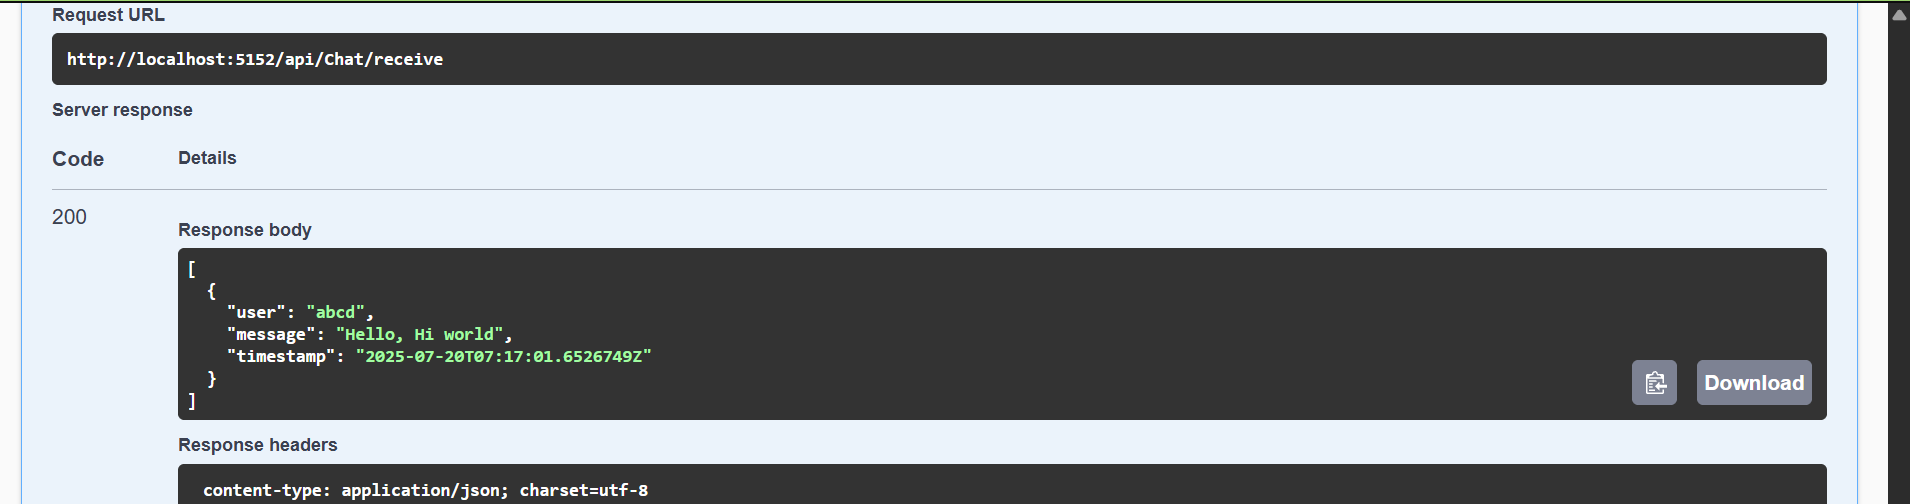 Request URL
http://localhost:5152/api/Chat/receive
Server response
Code Details
200
Response body
[
  {
    "user": "abcd",
    "message": "Hello, Hi world",
    "timestamp": "2025-07-20T07:17:01.6526749Z"
  }
]
Download
Response headers
content-type: application/json; charset=utf-8